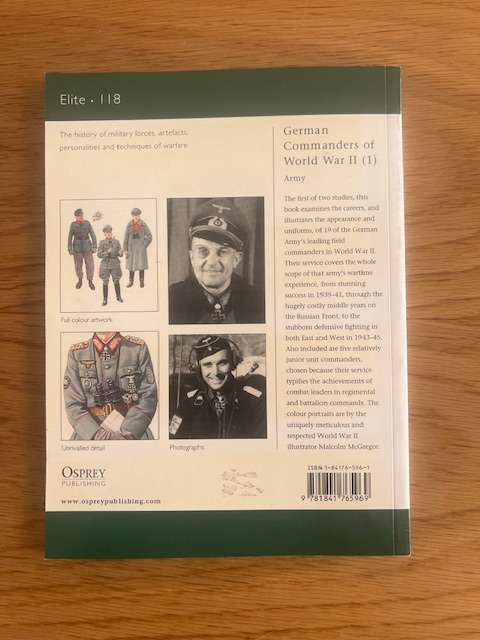 Elite • 118
The history of military forces, artefacts,
personalities and techniques of warfare
Full colour artwork
Unrivalled detail
Photographs
German
Commanders of
World War II (1)
Army
The first of two studies, this
book examines the careers, and
illustrates the appearance and
uniforms, of 19 of the German
Army's leading field
commanders in World War II.
Their service covers the whole
scope of that army's wartime
experience, from stunning
success in 1939-41, through the
hugely costly middle years on
the Russian Front, to the
stubborn defensive fighting in
both East and West in 1943-45.
Also included are five relatively
junior unit commanders,
chosen because their service
typifies the achievements of
combat leaders in regimental
and battalion commands. The
colour portraits are by the
uniquely meticulous and
respected World War II
illustrator Malcolm McGregor.
OSPREY
PUBLISHING
www.ospreypublishing.com
ISBN 1-84176-596-1
9 781841 765969